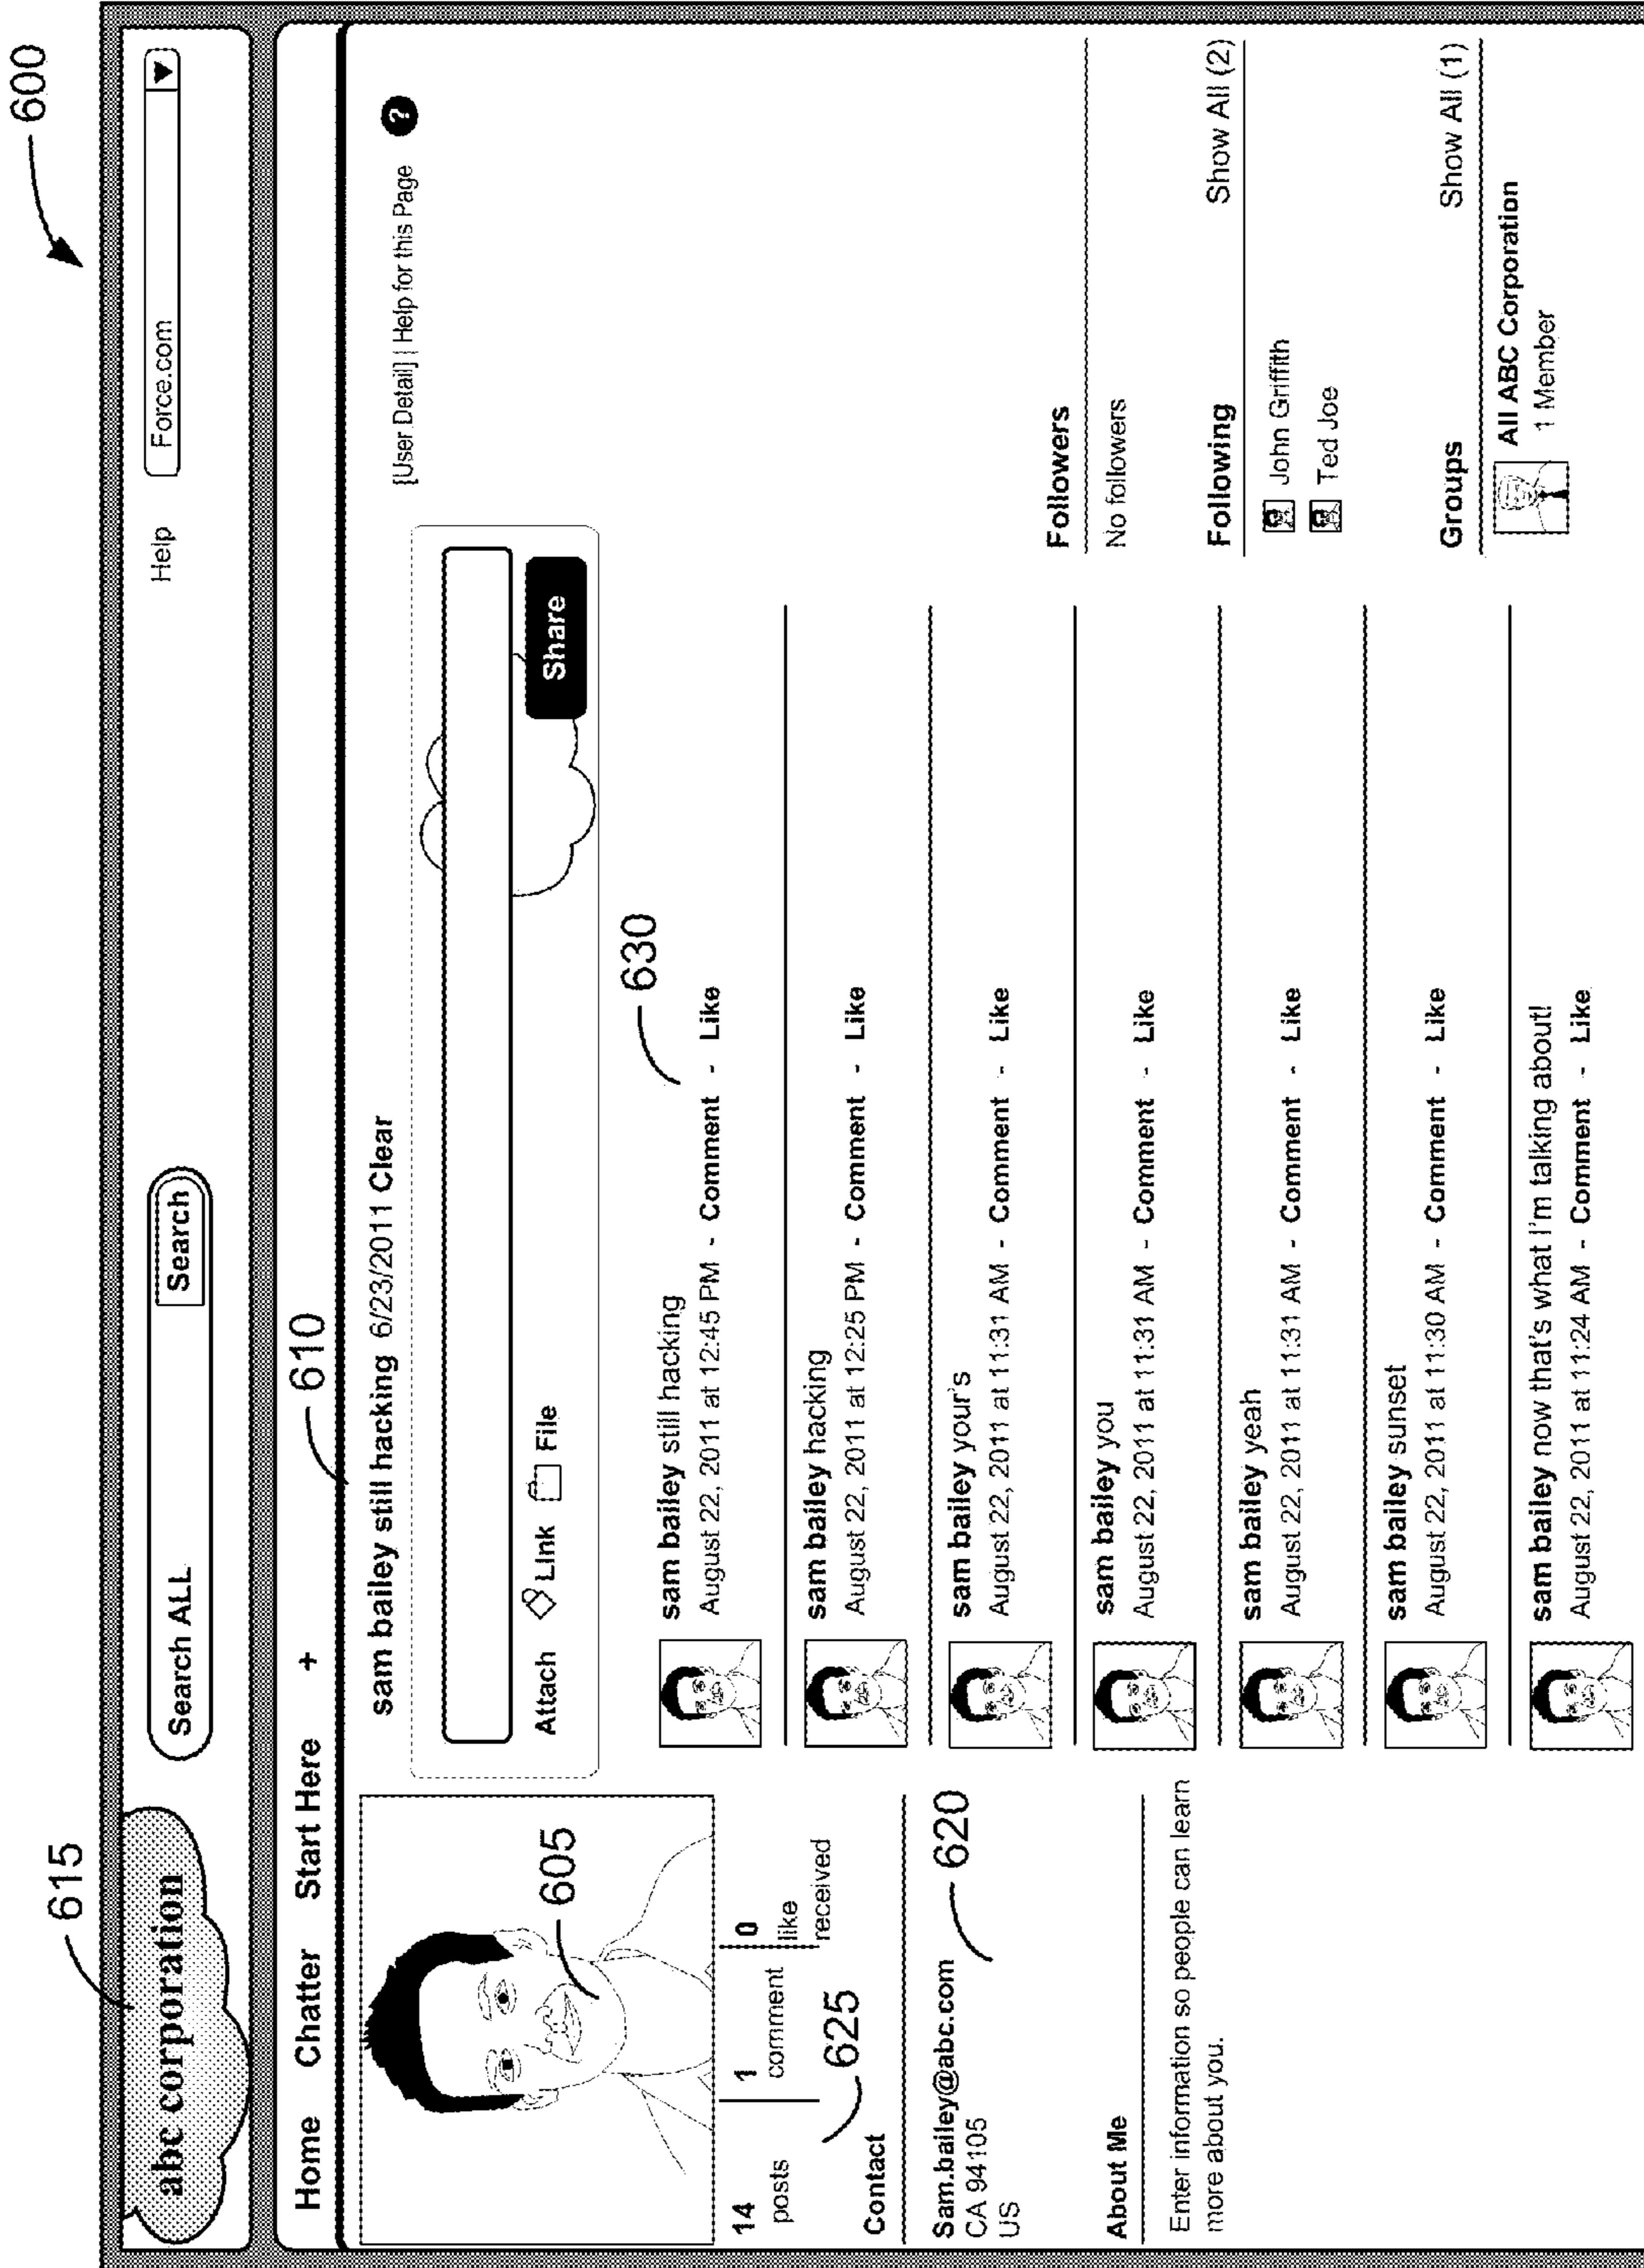 600
615
abc corporation
Search ALL
Search
Help
Force.com
Home Chatter Start Here +
610
605
14 posts
1 comment
0 like received
625
Contact
Sam.bailey@abc.com
CA 94105
US
620
About Me
Enter information so people can learn
more about you.
sam bailey still hacking 6/23/2011 Clear
[User Detail] | Help for this Page ?
Attach Link File
Share
630
sam bailey still hacking
August 22, 2011 at 12:45 PM - Comment - Like
sam bailey hacking
August 22, 2011 at 12:25 PM - Comment - Like
sam bailey your's
August 22, 2011 at 11:31 AM - Comment - Like
sam bailey you
August 22, 2011 at 11:31 AM - Comment - Like
sam bailey yeah
August 22, 2011 at 11:31 AM - Comment - Like
sam bailey sunset
August 22, 2011 at 11:30 AM - Comment - Like
sam bailey now that's what I'm talking about!
August 22, 2011 at 11:24 AM - Comment - Like
Followers
No followers
Following Show All (2)
John Griffith
Ted Joe
Groups Show All (1)
All ABC Corporation
1 Member